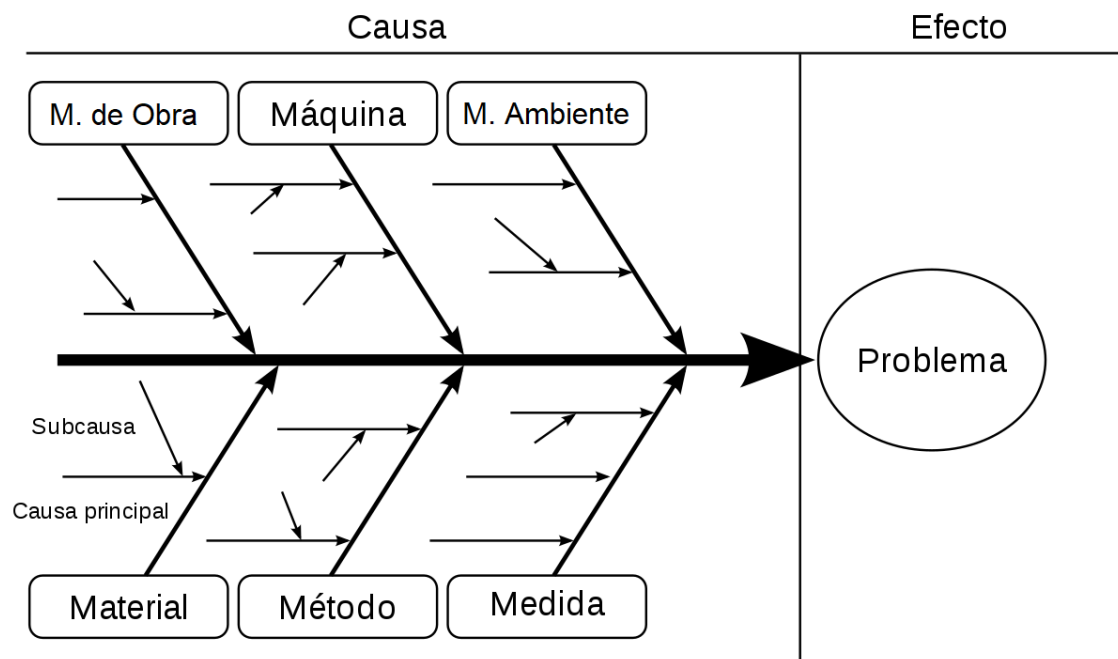 Causa
Efecto
M. de Obra
Máquina
M. Ambiente
Problema
Subcausa
Causa principal
Material
Método
Medida